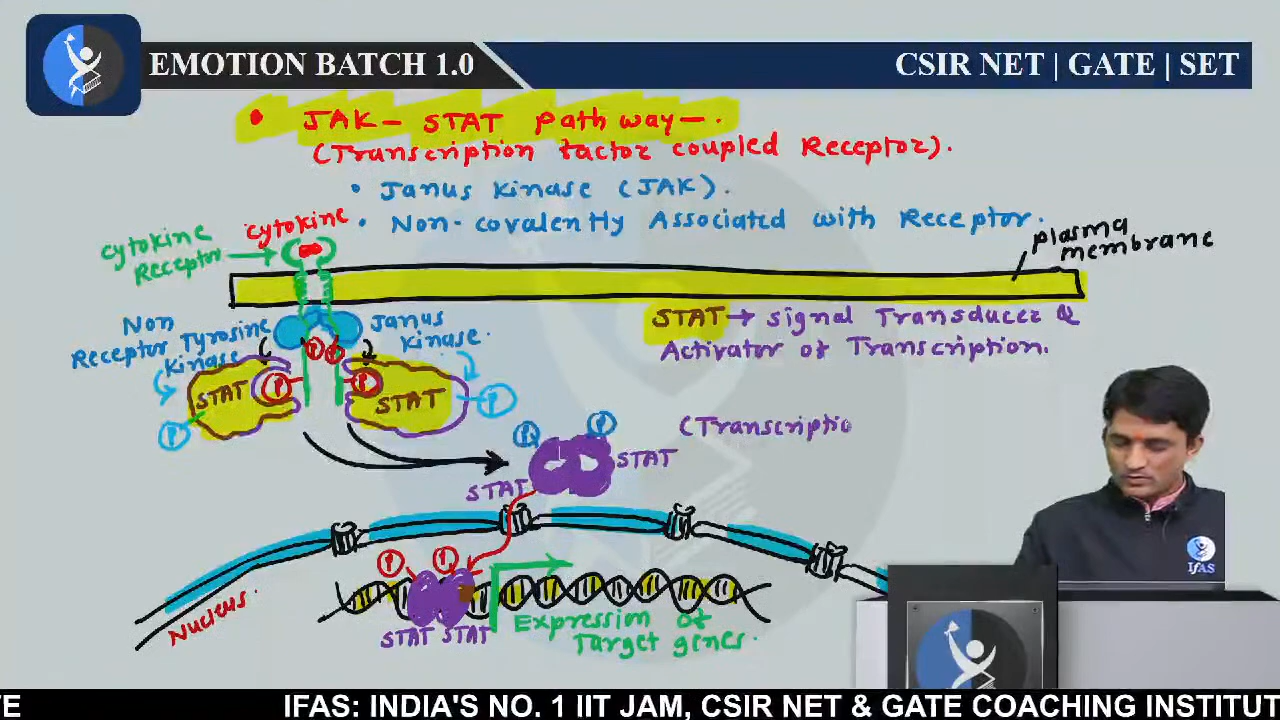 EMOTION BATCH 1.0
CSIR NET | GATE | SET
• JAK - STAT pathway -.
(Transcription factor coupled Receptor).
• Janus kinase (JAK).
• Non-covalently Associated with Receptor.
cytokine
Receptor
cytokine
plasma
membrane
Non
Receptor Tyrosine
kinase
Janus
kinase.
STAT → signal Transducer &
Activator of Transcription.
P
P
STAT
P
P
STAT
P
P
(Transcriptio
P
P
STAT
STAT
P
P
Nucleus.
STAT STAT
Expression of
Target genes.
IFAS
TE
IFAS: INDIA'S NO. 1 IIT JAM, CSIR NET & GATE COACHING INSTITUT